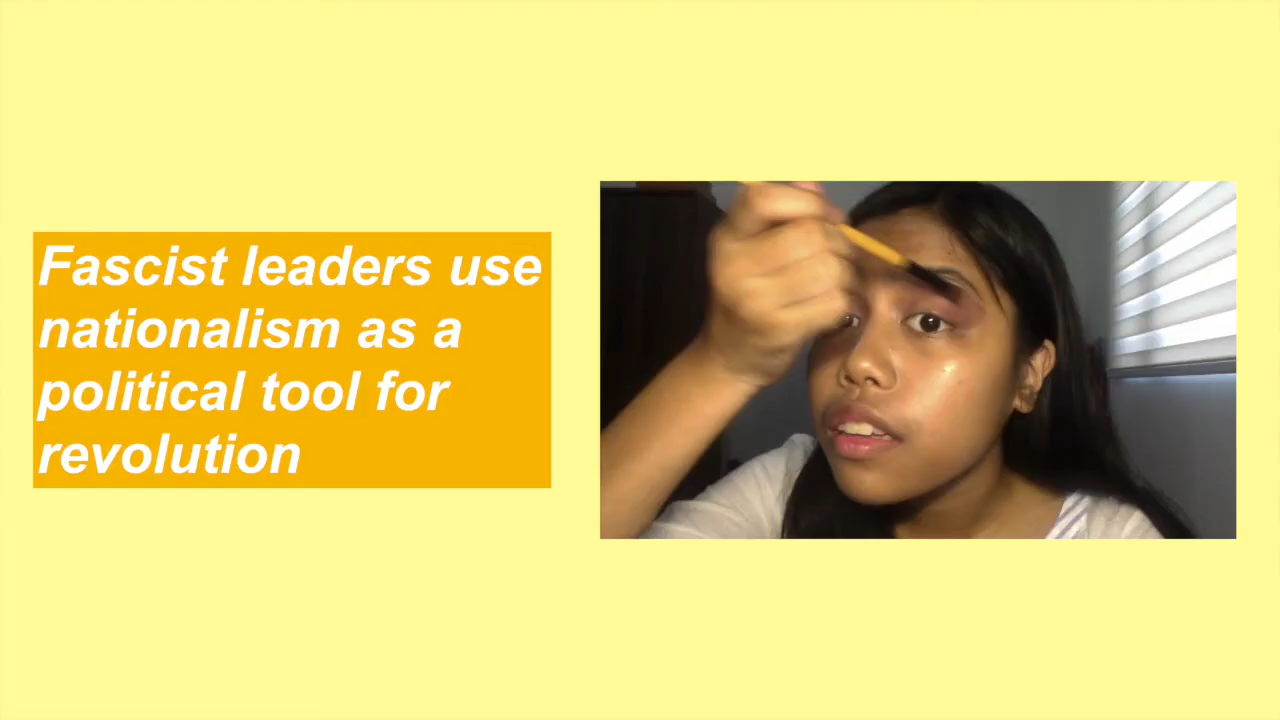 Fascist leaders use
nationalism as a
political tool for
revolution